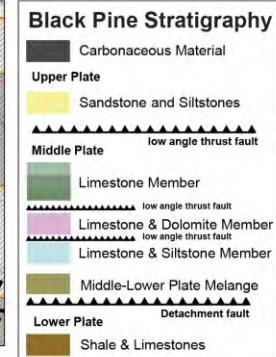 Black Pine Stratigraphy
Carbonaceous Material
Upper Plate
Sandstone and Siltstones
low angle thrust fault
Middle Plate
Limestone Member
low angle thrust fault
Limestone & Dolomite Member
low angle thrust fault
Limestone & Siltstone Member
Middle-Lower Plate Melange
Detachment fault
Lower Plate
Shale & Limestones